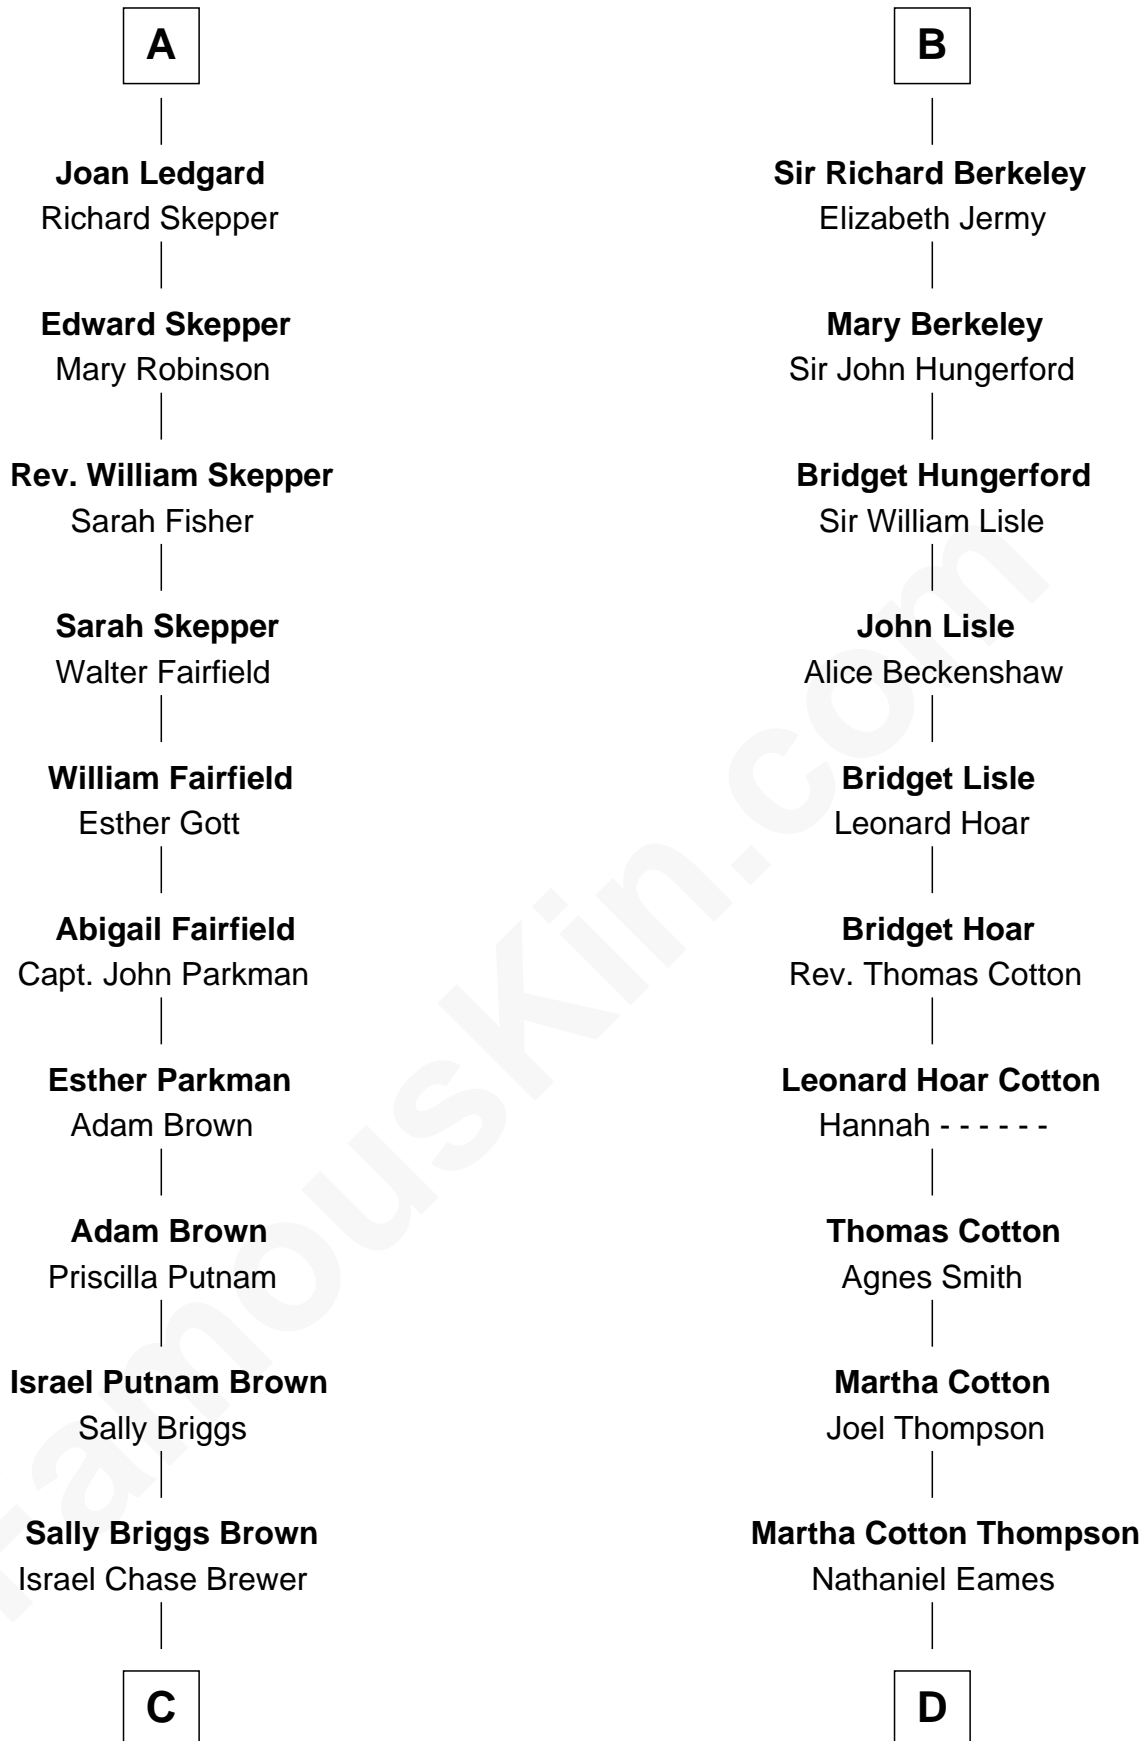 A
Joan Ledgard
Richard Skepper
Edward Skepper
Mary Robinson
Rev. William Skepper
Sarah Fisher
Sarah Skepper
Walter Fairfield
William Fairfield
Esther Gott
Abigail Fairfield
Capt. John Parkman
Esther Parkman
Adam Brown
Adam Brown
Priscilla Putnam
Israel Putnam Brown
Sally Briggs
Sally Briggs Brown
Israel Chase Brewer
C
B
Sir Richard Berkeley
Elizabeth Jermy
Mary Berkeley
Sir John Hungerford
Bridget Hungerford
Sir William Lisle
John Lisle
Alice Beckenshaw
Bridget Lisle
Leonard Hoar
Bridget Hoar
Rev. Thomas Cotton
Leonard Hoar Cotton
Hannah - - - - - -
Thomas Cotton
Agnes Smith
Martha Cotton
Joel Thompson
Martha Cotton Thompson
Nathaniel Eames
D
FamousKin.com